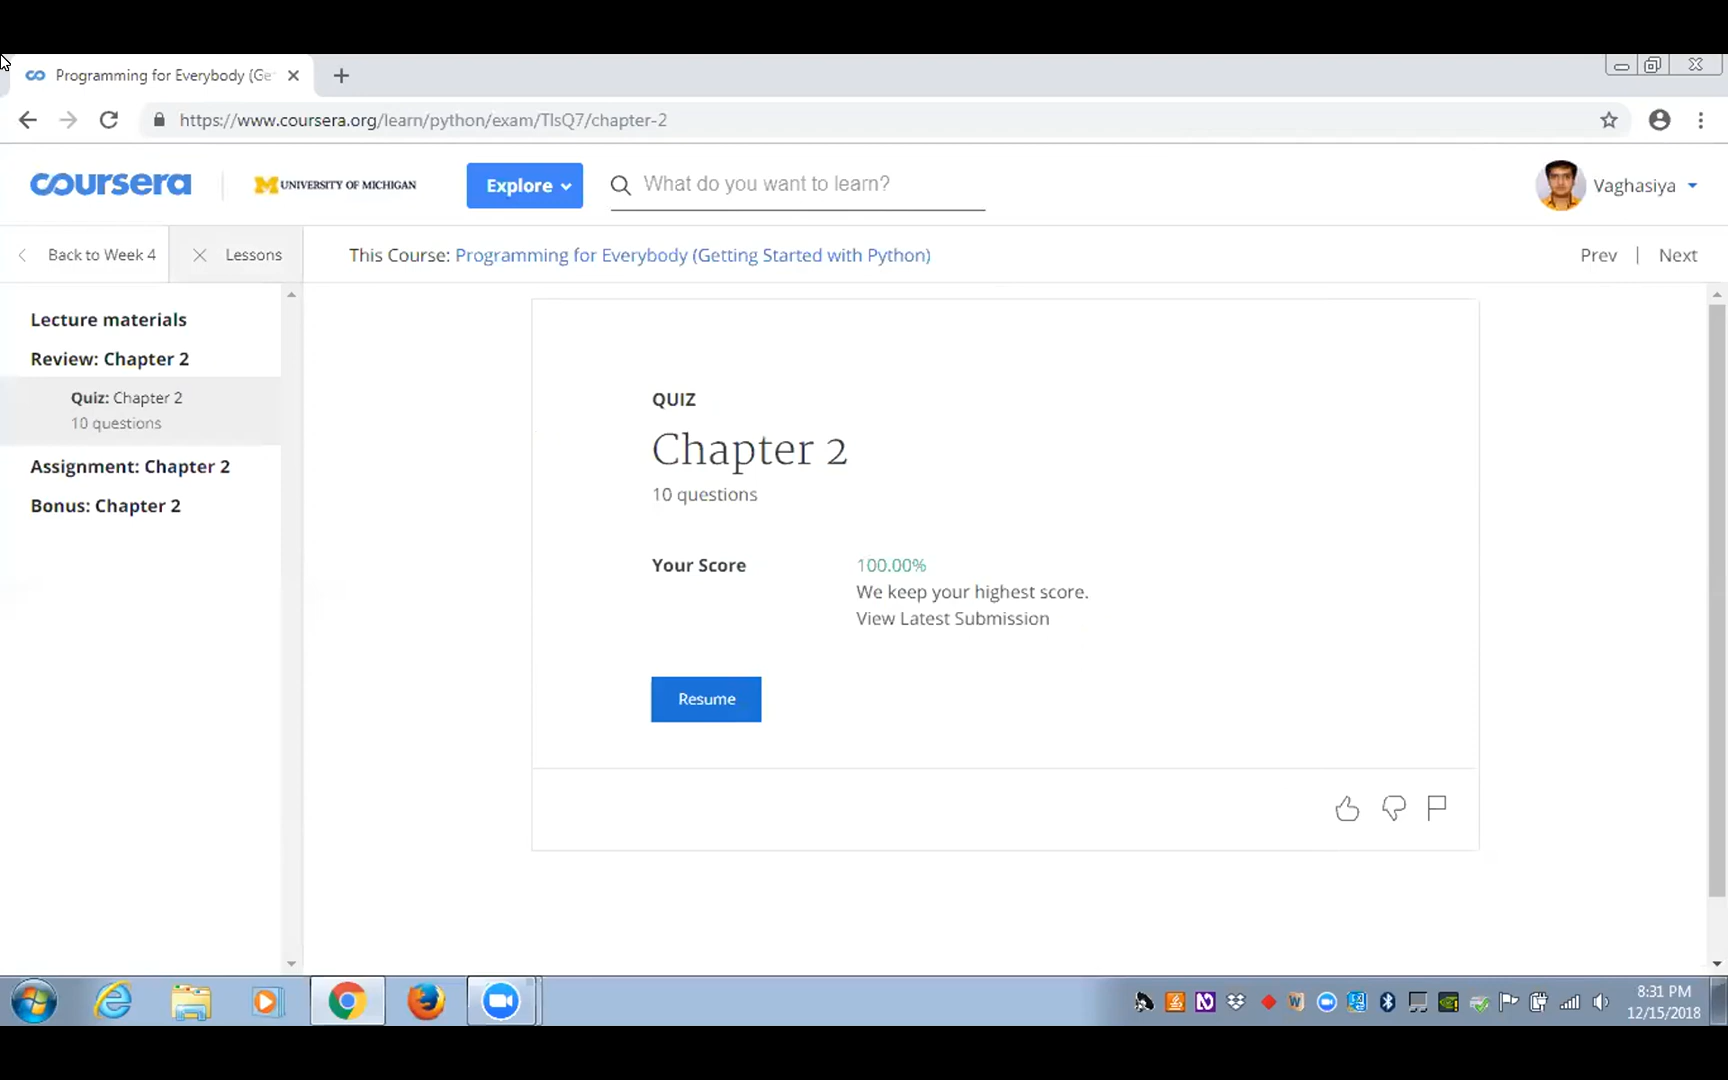 Programming for Everybody (Ge
https://www.coursera.org/learn/python/exam/TlsQ7/chapter-2
coursera
UNIVERSITY OF MICHIGAN
Explore
What do you want to learn?
Vaghasiya
Back to Week 4
Lessons
This Course: Programming for Everybody (Getting Started with Python)
Prev | Next
Lecture materials
Review: Chapter 2
Quiz: Chapter 2
10 questions
Assignment: Chapter 2
Bonus: Chapter 2
QUIZ
Chapter 2
10 questions
Your Score
100.00%
We keep your highest score.
View Latest Submission
Resume
8:31 PM
12/15/2018